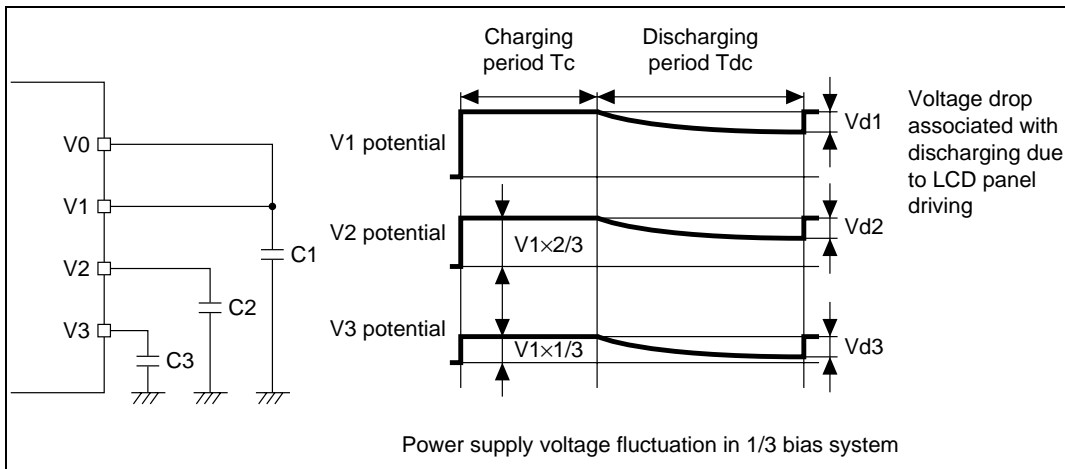 Charging
period Tc
Discharging
period Tdc
V0
V1
V2
V3
C1
C2
C3
V1 potential
V2 potential
V3 potential
V1×2/3
V1×1/3
Vd1
Vd2
Vd3
Voltage drop
associated with
discharging due
to LCD panel
driving
Power supply voltage fluctuation in 1/3 bias system